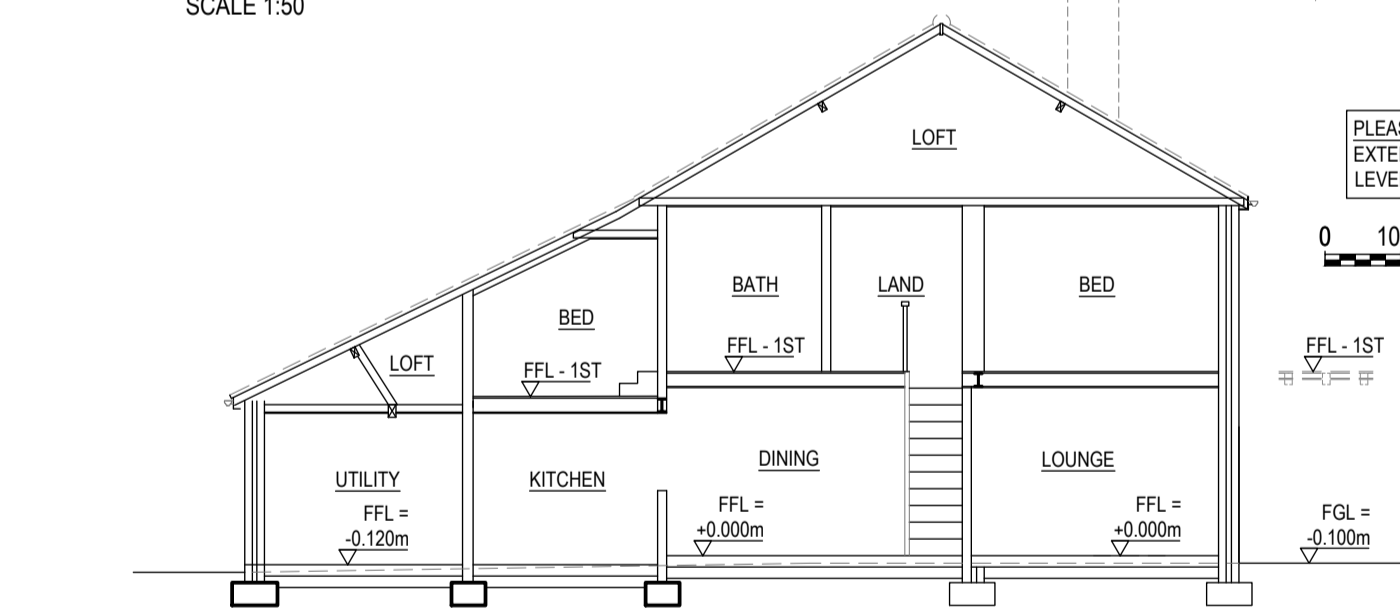 SCALE 1:50
LOFT
PLEAS
EXTE
LEVE
0 10
BATH
LAND
BED
BED
FFL - 1ST
FFL - 1ST
LOFT
FFL - 1ST
DINING
LOUNGE
UTILITY
KITCHEN
FFL =
-0.120m
FFL =
+0.000m
FFL =
+0.000m
FGL =
-0.100m